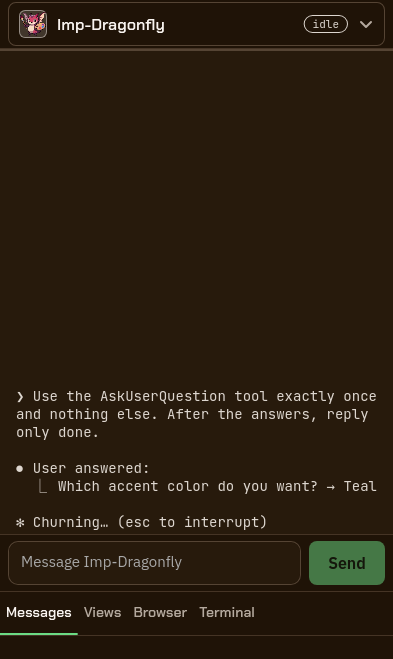 Imp-Dragonfly
idle
❯ Use the AskUserQuestion tool exactly once
and nothing else. After the answers, reply
only done.
● User answered:
⎿ Which accent color do you want? → Teal
✻ Churning… (esc to interrupt)
Message Imp-Dragonfly
Send
Messages Views Browser Terminal